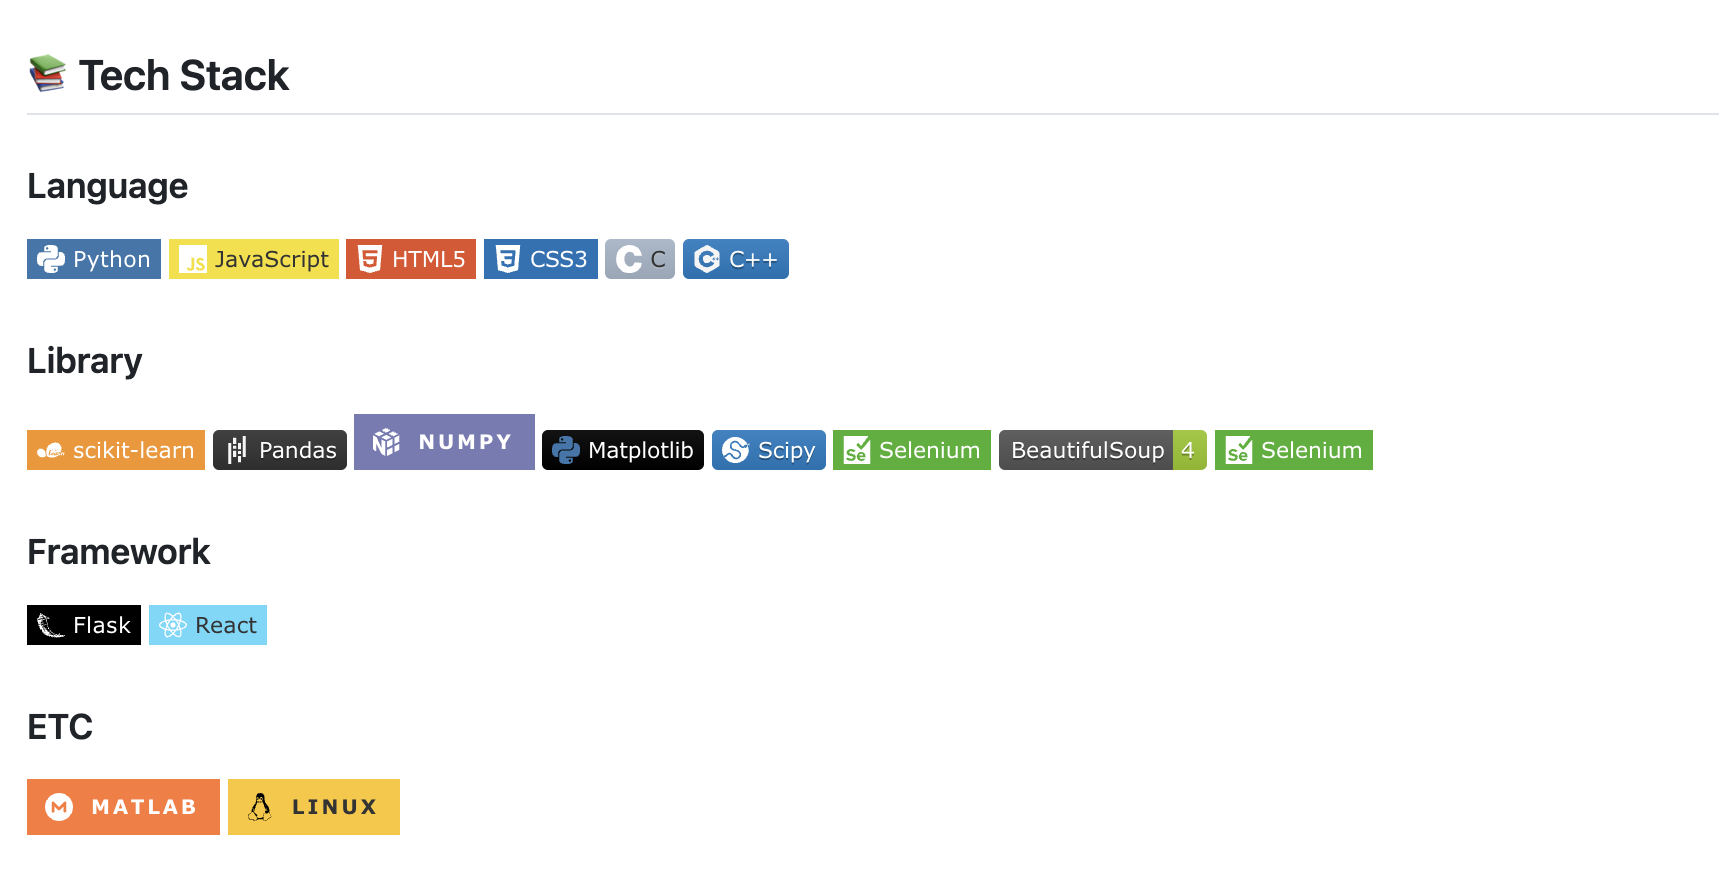 Tech Stack
Language
Python JavaScript HTML5 CSS3 C C++
Library
scikit-learn Pandas NUMPY Matplotlib Scipy Selenium BeautifulSoup 4 Selenium
Framework
Flask React
ETC
MATLAB LINUX